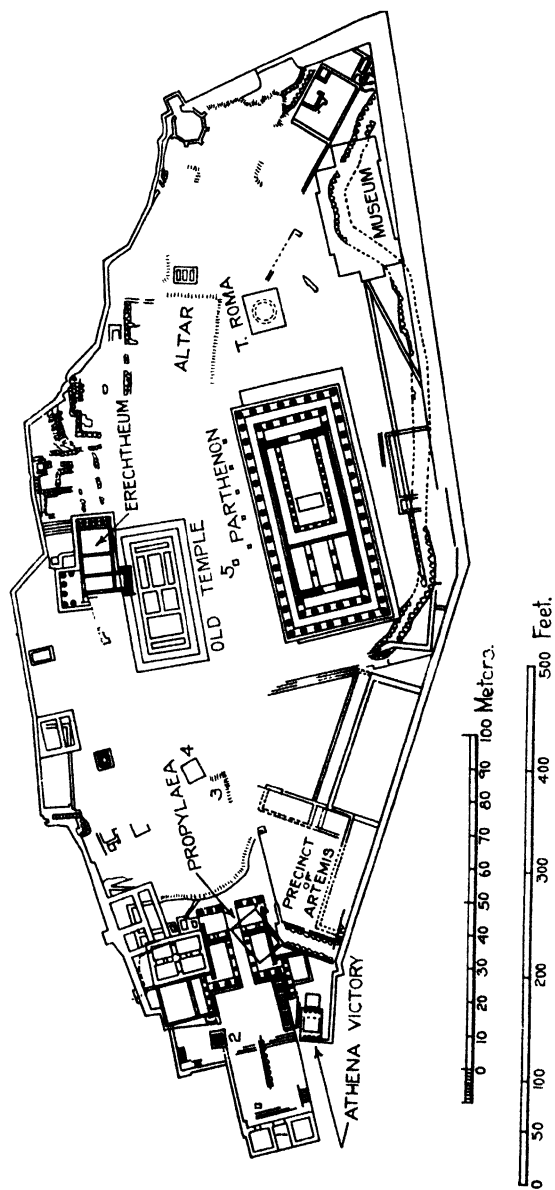 ERECHTHEUM
ALTAR
T. ROMA
MUSEUM
OLD TEMPLE
5
PARTHENON
PROPYLAEA
4
3
PRECINCT
OF
ARTEMIS
2
ATHENA VICTORY
0 10 20 30 40 50 60 70 80 90 100 Meters.
0 50 100 200 300 400 500 Feet.